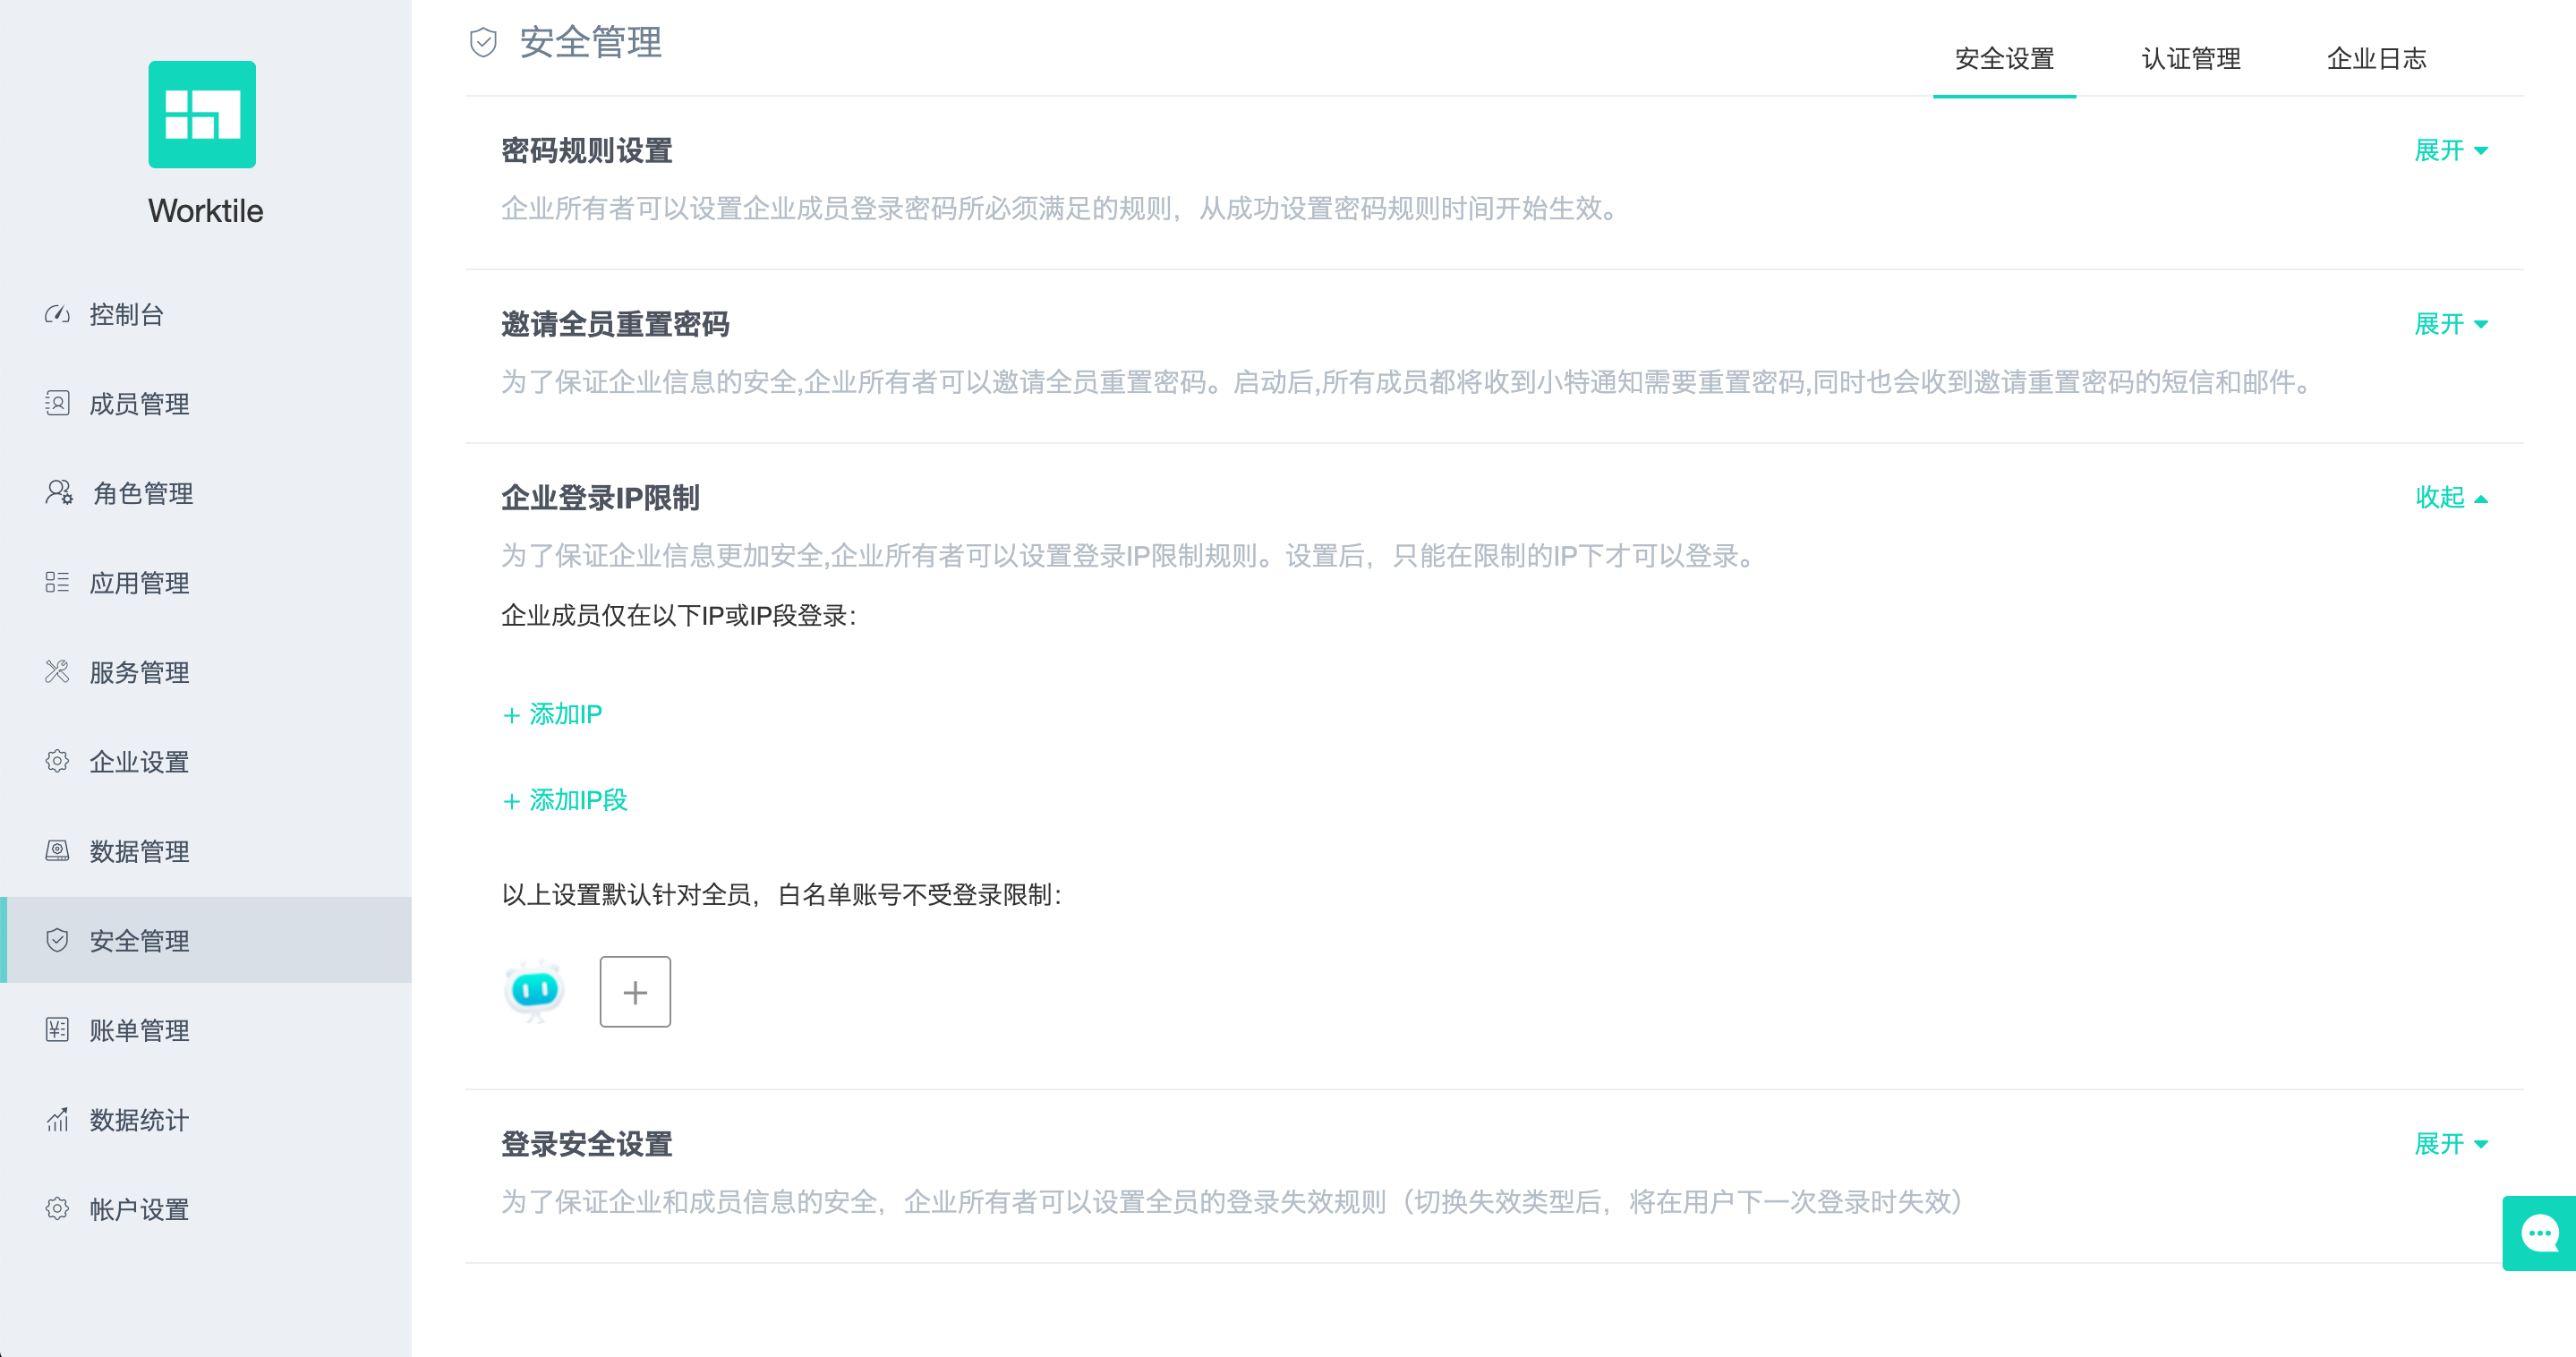 Worktile
控制台
成员管理
角色管理
应用管理
服务管理
企业设置
数据管理
安全管理
账单管理
数据统计
帐户设置
安全管理
安全设置
认证管理
企业日志
密码规则设置
展开
企业所有者可以设置企业成员登录密码所必须满足的规则，从成功设置密码规则时间开始生效。
邀请全员重置密码
展开
为了保证企业信息的安全,企业所有者可以邀请全员重置密码。启动后,所有成员都将收到小特通知需要重置密码,同时也会收到邀请重置密码的短信和邮件。
企业登录IP限制
收起
为了保证企业信息更加安全,企业所有者可以设置登录IP限制规则。设置后，只能在限制的IP下才可以登录。
企业成员仅在以下IP或IP段登录：
+ 添加IP
+ 添加IP段
以上设置默认针对全员，白名单账号不受登录限制：
登录安全设置
展开
为了保证企业和成员信息的安全，企业所有者可以设置全员的登录失效规则（切换失效类型后，将在用户下一次登录时失效）